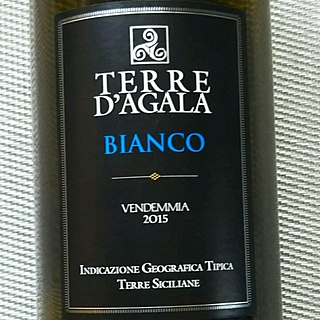 TERRE
D'AGALA
BIANCO
VENDEMMIA
2015
INDICAZIONE GEOGRAFICA TIPICA
TERRE SICILIANE